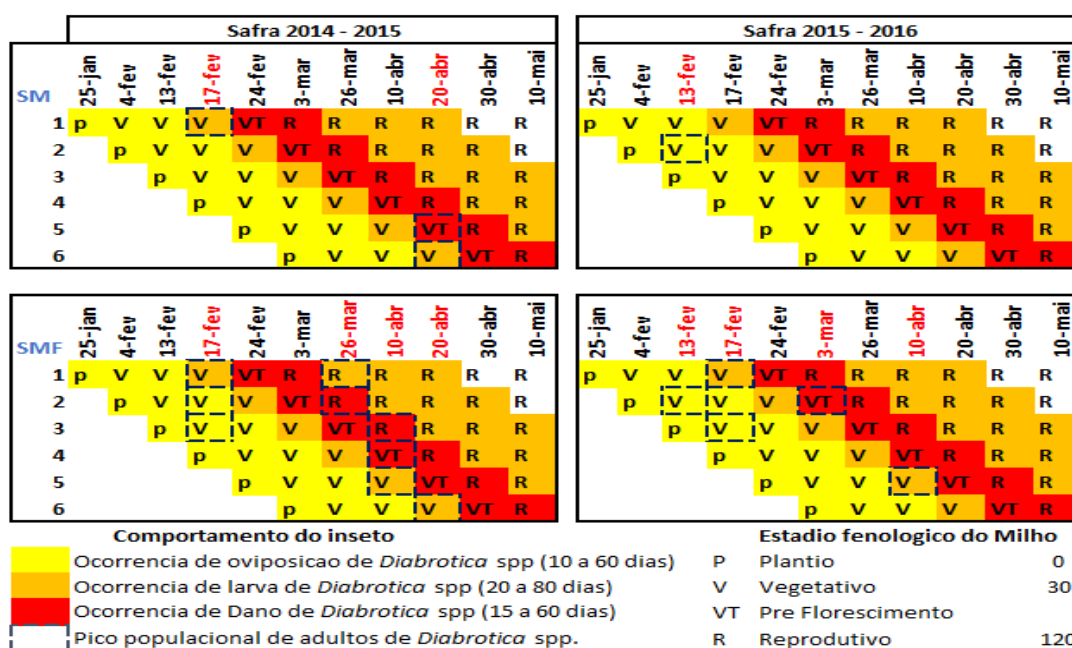 Safra 2014 - 2015
SM 25-jan 4-fev 13-fev 17-fev 24-fev 3-mar 26-mar 10-abr 20-abr 30-abr 10-mai
1 p V V V VT R R R R R R
2 p V V V VT R R R R R
3 p V V V VT R R R R
4 p V V V VT R R R
5 p V V V VT R R
6 p V V V VT R
Safra 2015 - 2016
25-jan 4-fev 13-fev 17-fev 24-fev 3-mar 26-mar 10-abr 20-abr 30-abr 10-mai
p V V V VT R R R R R R
p V V V VT R R R R R
p V V V VT R R R R
p V V V VT R R R
p V V V VT R R
p V V V VT R
SMF 25-jan 4-fev 13-fev 17-fev 24-fev 3-mar 26-mar 10-abr 20-abr 30-abr 10-mai
1 p V V V VT R R R R R R
2 p V V V VT R R R R R
3 p V V V VT R R R R
4 p V V V VT R R R
5 p V V V VT R R
6 p V V V VT R
25-jan 4-fev 13-fev 17-fev 24-fev 3-mar 26-mar 10-abr 20-abr 30-abr 10-mai
p V V V VT R R R R R R
p V V V VT R R R R R
p V V V VT R R R R
p V V V VT R R R
p V V V VT R R
p V V V VT R
Comportamento do inseto
Ocorrencia de oviposicao de Diabrotica spp (10 a 60 dias)
Ocorrencia de larva de Diabrotica spp (20 a 80 dias)
Ocorrencia de Dano de Diabrotica spp (15 a 60 dias)
Pico populacional de adultos de Diabrotica spp.
Estadio fenologico do Milho
P Plantio 0
V Vegetativo 30
VT Pre Florescimento
R Reprodutivo 120